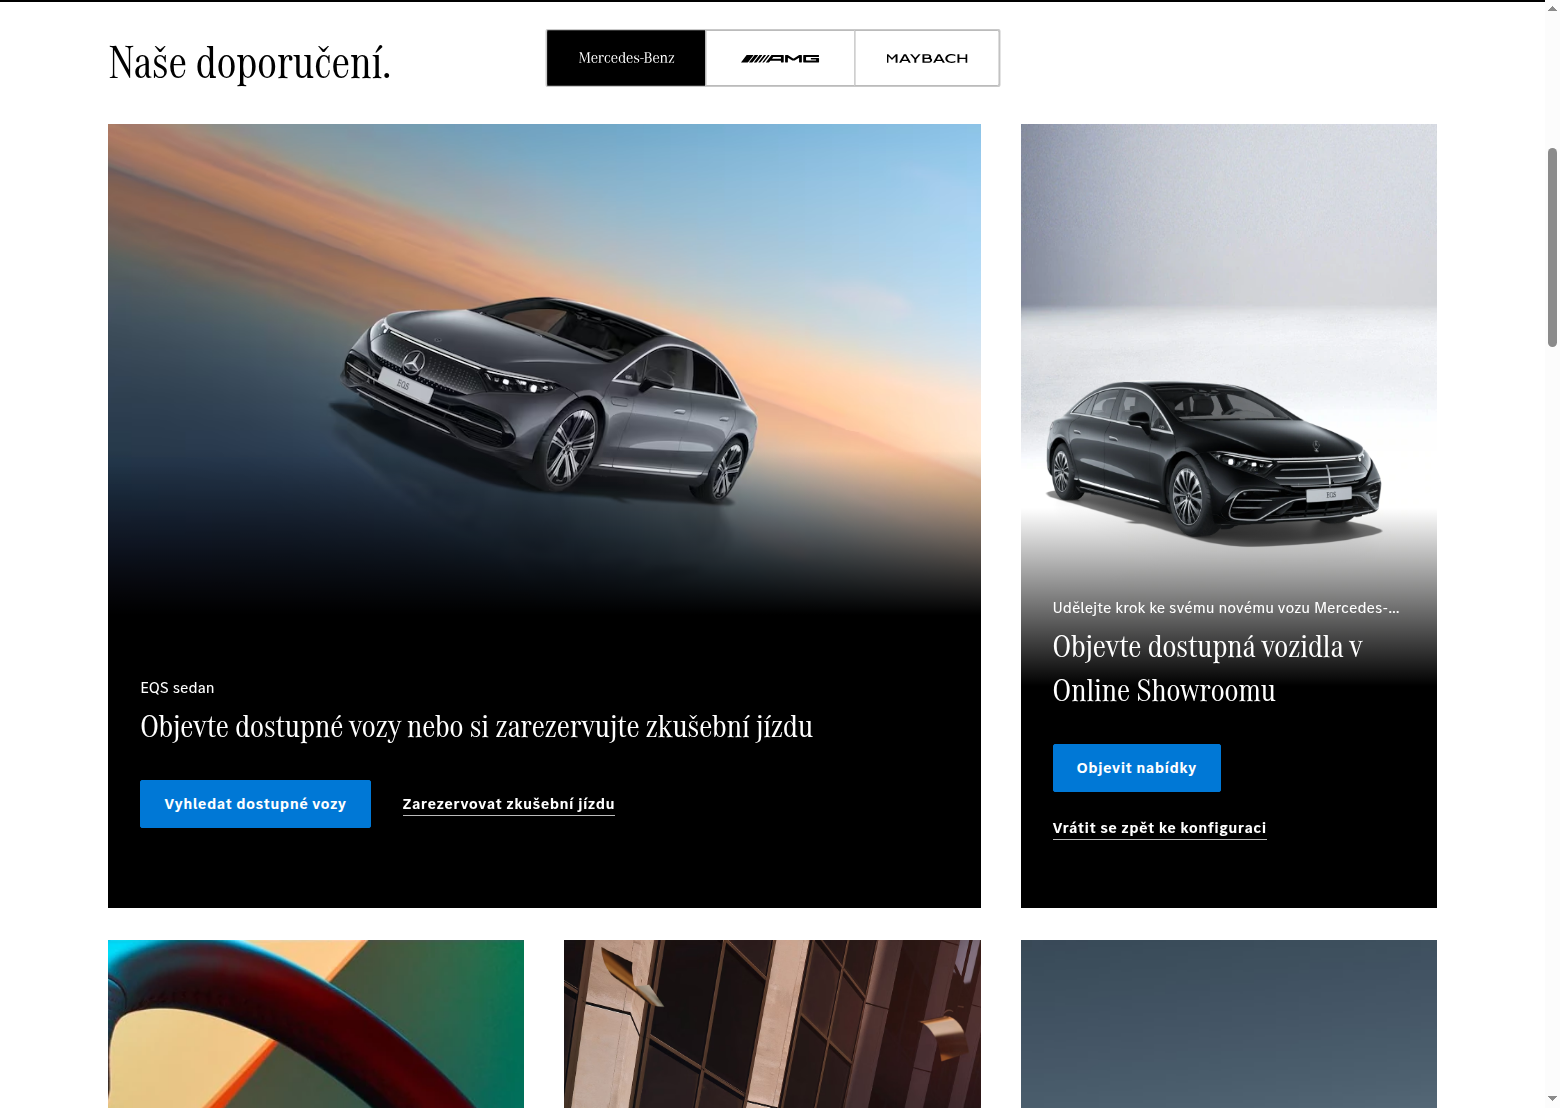 Naše doporučení.
Mercedes-Benz
AMG
MAYBACH
EQS
EQS sedan
Objevte dostupné vozy nebo si zarezervujte zkušební jízdu
Vyhledat dostupné vozy
Zarezervovat zkušební jízdu
EQS
Udělejte krok ke svému novému vozu Mercedes-...
Objevte dostupná vozidla v
Online Showroomu
Objevit nabídky
Vrátit se zpět ke konfiguraci